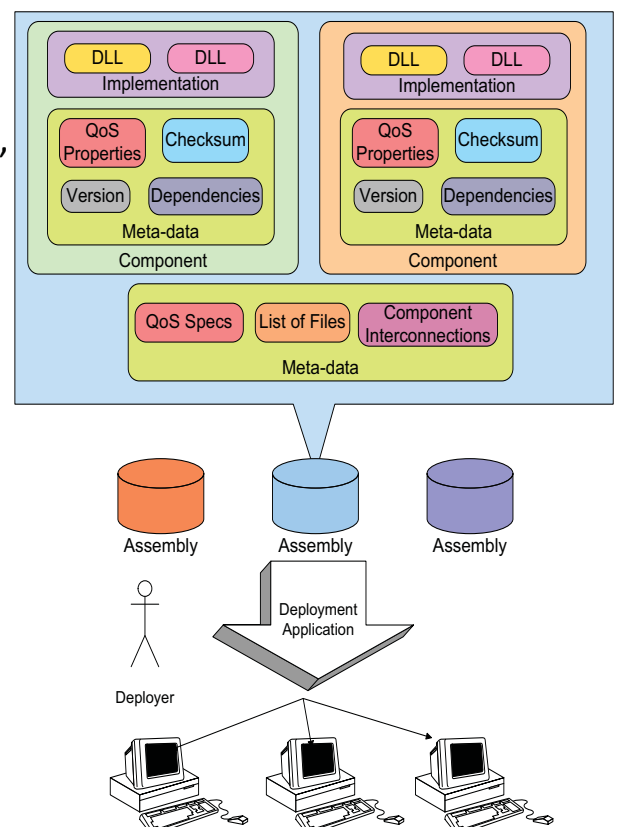 DLL DLL
Implementation
QoS
Properties
Checksum
Version
Dependencies
Meta-data
Component
DLL DLL
Implementation
QoS
Properties
Checksum
Version
Dependencies
Meta-data
Component
,
QoS Specs
List of Files
Component
Interconnections
Meta-data
Assembly
Assembly
Assembly
Deployment
Application
Deployer